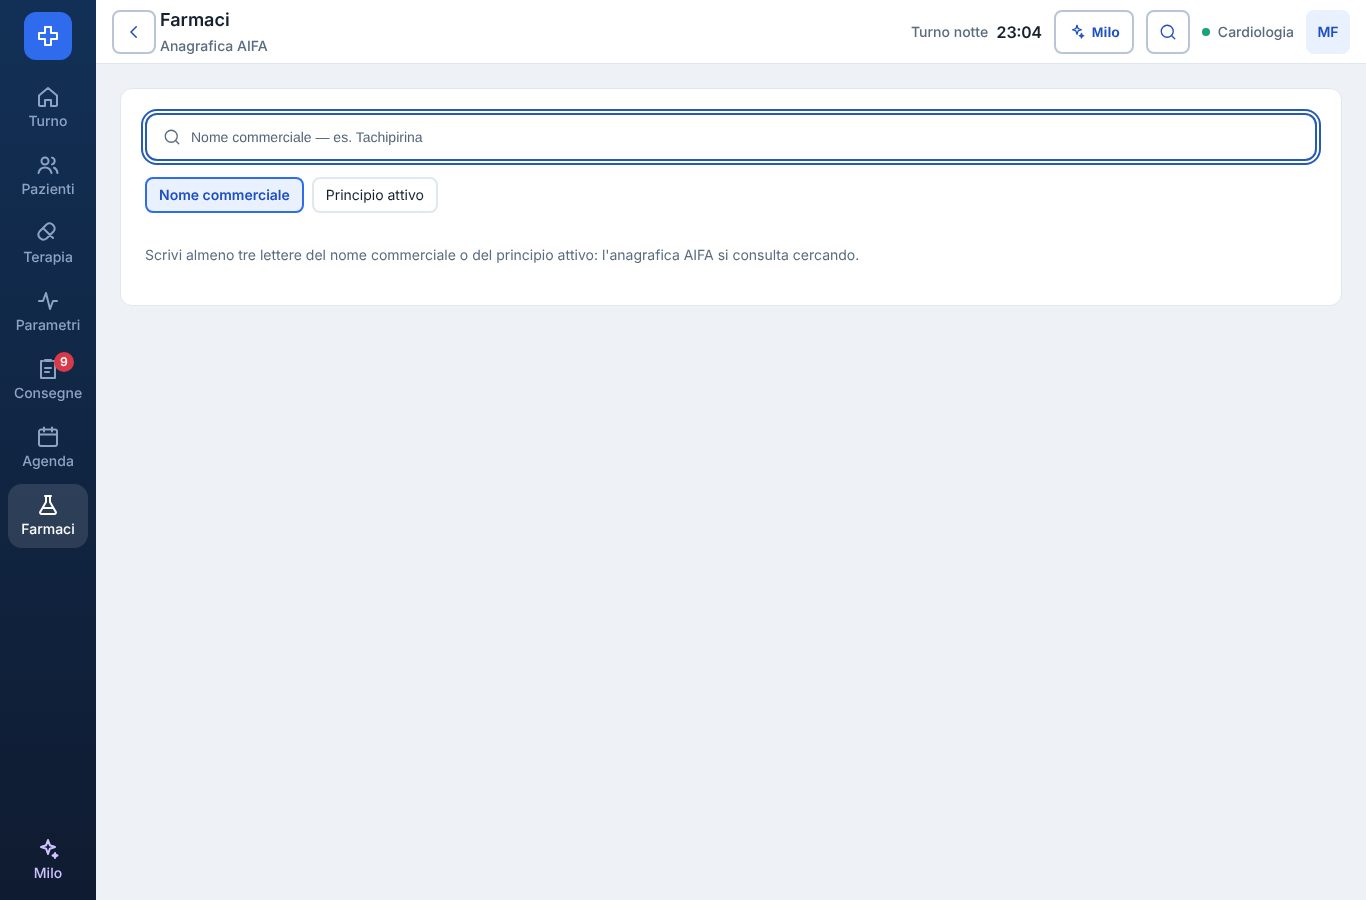 Farmaci
Anagrafica AIFA
Turno notte 23:04
Milo
Cardiologia
MF
Turno
Pazienti
Terapia
Parametri
9
Consegne
Agenda
Farmaci
Milo
Nome commerciale — es. Tachipirina
Nome commerciale
Principio attivo
Scrivi almeno tre lettere del nome commerciale o del principio attivo: l'anagrafica AIFA si consulta cercando.